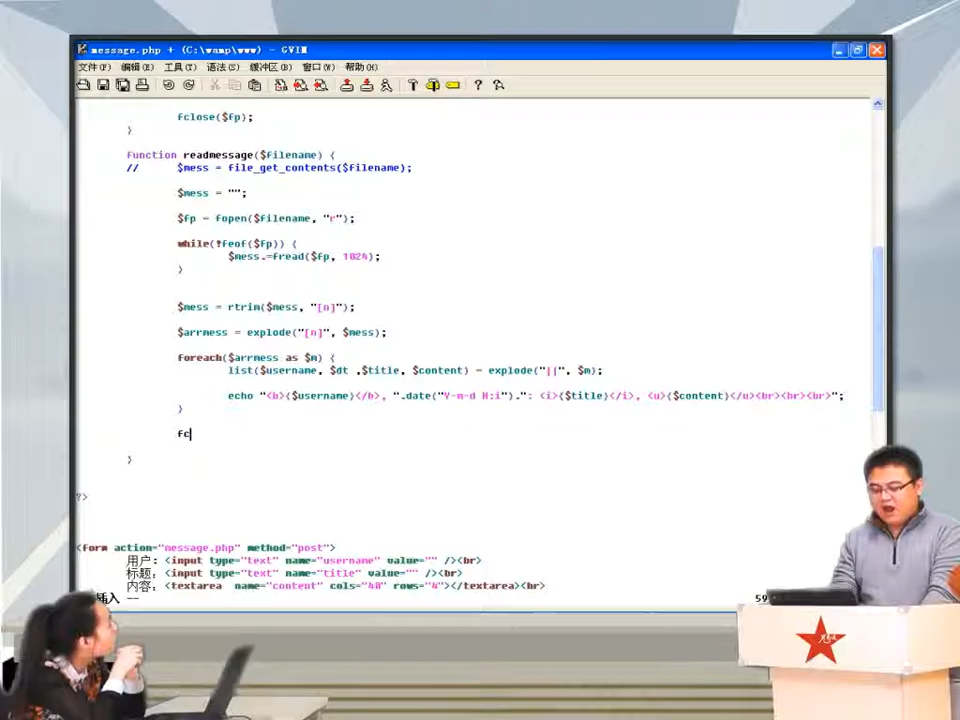 message.php + (C:\wamp\www) - GVIM
文件(F) 编辑(E) 工具(T) 语法(S) 缓冲区(B) 窗口(W) 帮助(H)
fclose($fp);
}
function readmessage($filename) {
// $mess = file_get_contents($filename);
$mess = "";
$fp = fopen($filename, "r");
while(!feof($fp)) {
$mess.=fread($fp, 1024);
}
$mess = rtrim($mess, "[n]");
$arrmess = explode("[n]", $mess);
foreach($arrmess as $m) {
list($username, $dt ,$title, $content) = explode("||", $m);
echo "<b>{$username}</b>, ".date("Y-m-d H:i").": <i>{$title}</i>, <u>{$content}</u><br><hr><br>";
}
fc
}
?>
<form action="message.php" method="post">
用户: <input type="text" name="username" value="" /><br>
标题: <input type="text" name="title" value="" /><br>
内容: <textarea name="content" cols="40" rows="4"></textarea><br>
插入 -- 59